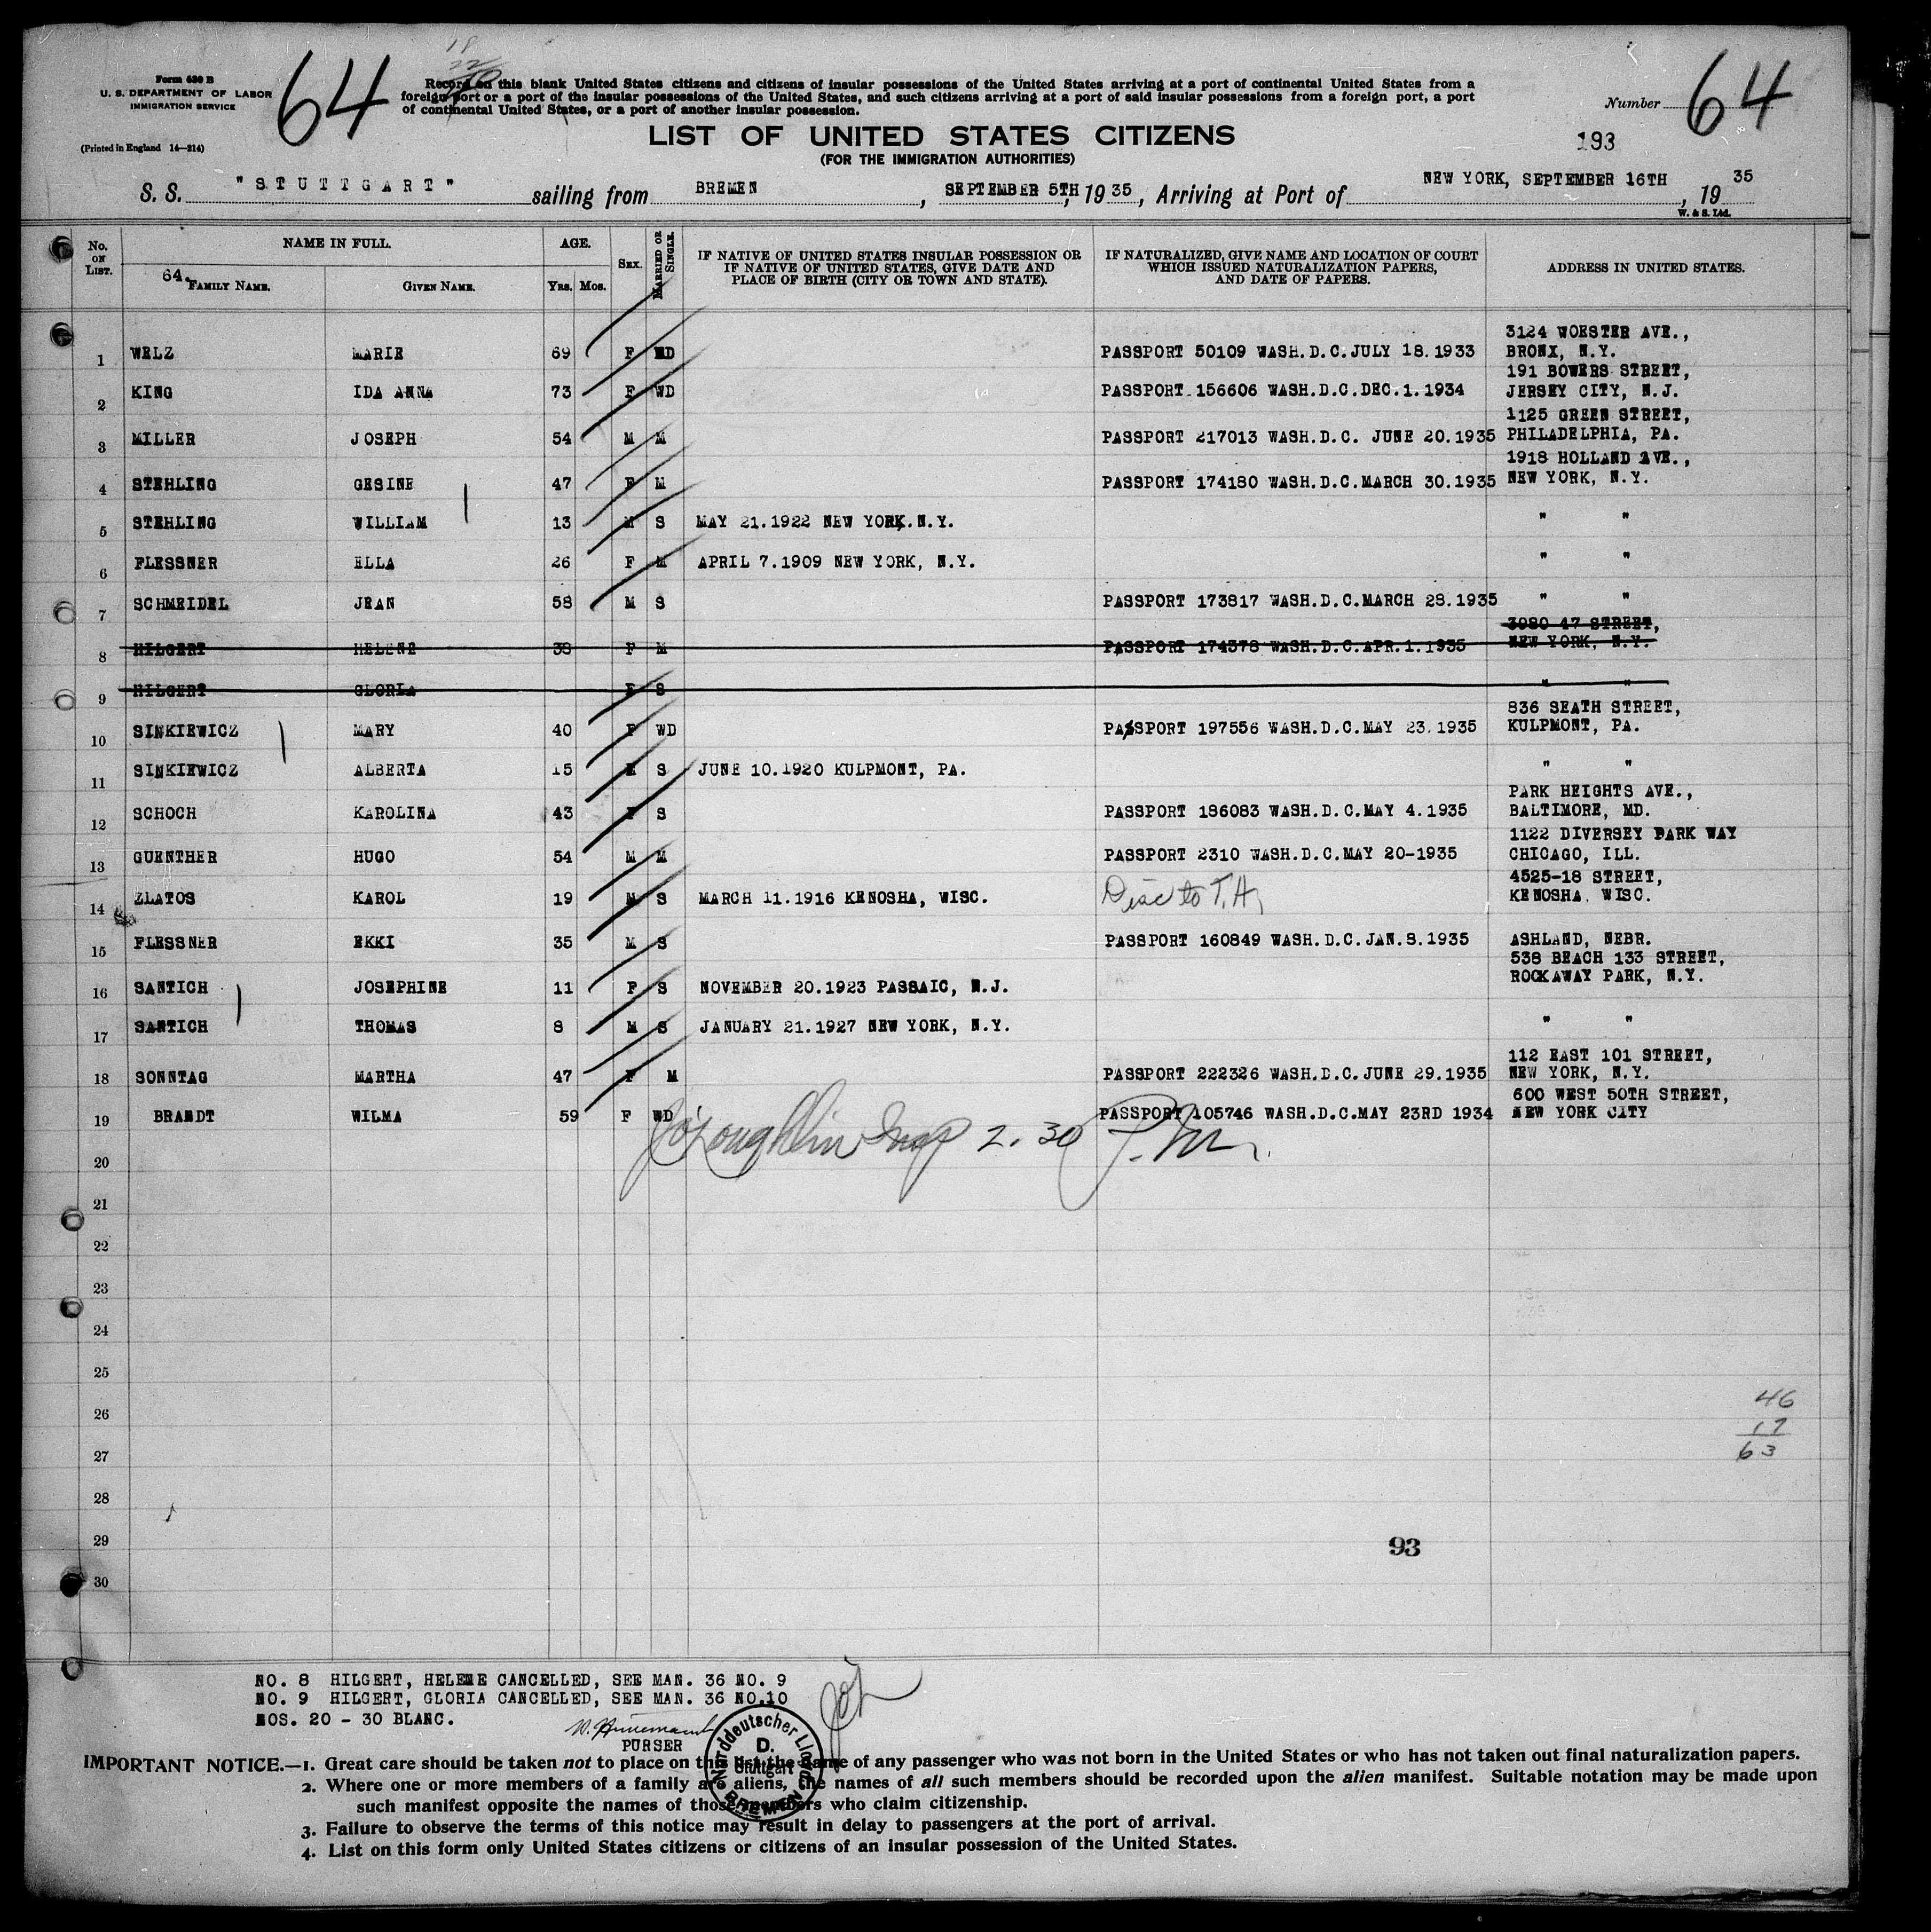 Form 630 B
U. S. DEPARTMENT OF LABOR
IMMIGRATION SERVICE
(Printed in England 14—214)
64
18
22
Record on this blank United States citizens and citizens of insular possessions of the United States arriving at a port of continental United States from a
foreign port or a port of the insular possessions of the United States, and such citizens arriving at a port of said insular possessions from a foreign port, a port
of continental United States, or a port of another insular possession.
Number 64
LIST OF UNITED STATES CITIZENS
(FOR THE IMMIGRATION AUTHORITIES)
193
S. S. "STUTTGART" sailing from BREMEN, SEPTEMBER 5TH, 1935, Arriving at Port of NEW YORK, SEPTEMBER 16TH, 1935
W. & S. Ltd.
No. ON LIST. NAME IN FULL. 64. FAMILY NAME. GIVEN NAME. AGE. Yrs. Mos. SEX. MARRIED OR SINGLE. IF NATIVE OF UNITED STATES INSULAR POSSESSION OR IF NATIVE OF UNITED STATES, GIVE DATE AND PLACE OF BIRTH (CITY OR TOWN AND STATE). IF NATURALIZED, GIVE NAME AND LOCATION OF COURT WHICH ISSUED NATURALIZATION PAPERS, AND DATE OF PAPERS. ADDRESS IN UNITED STATES.
1 WELZ MARIE 69 F WD PASSPORT 50109 WASH.D.C.JULY 18.1933 3124 WOESTER AVE., BRONX, N.Y.
2 KING IDA ANNA 73 F WD PASSPORT 156606 WASH.D.C.DEC.1.1934 191 BOWERS STREET, JERSEY CITY, N.J.
3 MILLER JOSEPH 54 M M PASSPORT 217013 WASH.D.C. JUNE 20.1935 1125 GREEN STREET, PHILADELPHIA, PA.
4 STEHLING GESINE 47 F M PASSPORT 174180 WASH.D.C.MARCH 30.1935 1918 HOLLAND AVE., NEW YORK, N.Y.
5 STEHLING WILLIAM 13 M S MAY 21.1922 NEW YORK.N.Y. " "
6 FLESSNER ELLA 26 F M APRIL 7.1909 NEW YORK, N.Y. " "
7 SCHMEIDEL JEAN 58 M S PASSPORT 173817 WASH.D.C.MARCH 28.1935 " "
8 HILGERT HELENE 38 F M PASSPORT 174378 WASH.D.C.APR.1.1935 3980 47 STREET, NEW YORK, N.Y.
9 HILGERT GLORIA F S " "
10 SINKIEWICZ MARY 40 F WD PASSPORT 197556 WASH.D.C.MAY 23.1935 836 SEATH STREET, KULPMONT, PA.
11 SINKIEWICZ ALBERTA 15 S JUNE 10.1920 KULPMONT, PA. " "
12 SCHOCH KAROLINA 43 F S PASSPORT 186083 WASH.D.C.MAY 4.1935 PARK HEIGHTS AVE., BALTIMORE, MD.
13 GUENTHER HUGO 54 M M PASSPORT 2310 WASH.D.C.MAY 20-1935 1122 DIVERSEY PARK WAY CHICAGO, ILL.
14 ZLATOS KAROL 19 M S MARCH 11.1916 KENOSHA, WISC. Disc to T.H. 4525-18 STREET, KENOSHA. WISC.
15 FLESSNER EKKI 35 M S PASSPORT 160849 WASH.D.C.JAN.8.1935 ASHLAND, NEBR.
16 SANTICH JOSEPHINE 11 F S NOVEMBER 20.1923 PASSAIC, N.J. 538 BEACH 133 STREET, ROCKAWAY PARK, N.Y.
17 SANTICH THOMAS 8 M S JANUARY 21.1927 NEW YORK, N.Y. " "
18 SONNTAG MARTHA 47 F M PASSPORT 222326 WASH.D.C.JUNE 29.1935 112 EAST 101 STREET, NEW YORK, N.Y.
19 BRANDT WILMA 59 F WD PASSPORT 105746 WASH.D.C.MAY 23RD 1934 600 WEST 50TH STREET, NEW YORK CITY
20 J O'Loughlin Insp 2.30 P.M.
21
22
23
24
25
26
27
28
29
30
46
17
63
93
NO. 8 HILGERT, HELENE CANCELLED, SEE MAN. 36 NO. 9
NO. 9 HILGERT, GLORIA CANCELLED, SEE MAN. 36 NO.10
NOS. 20 - 30 BLANC.
PURSER
Norddeutscher Lloyd
D.
Stuttgart
BREMEN
IMPORTANT NOTICE.—1. Great care should be taken not to place on this list the name of any passenger who was not born in the United States or who has not taken out final naturalization papers.
2. Where one or more members of a family are aliens, the names of all such members should be recorded upon the alien manifest. Suitable notation may be made upon
such manifest opposite the names of those members who claim citizenship.
3. Failure to observe the terms of this notice may result in delay to passengers at the port of arrival.
4. List on this form only United States citizens or citizens of an insular possession of the United States.